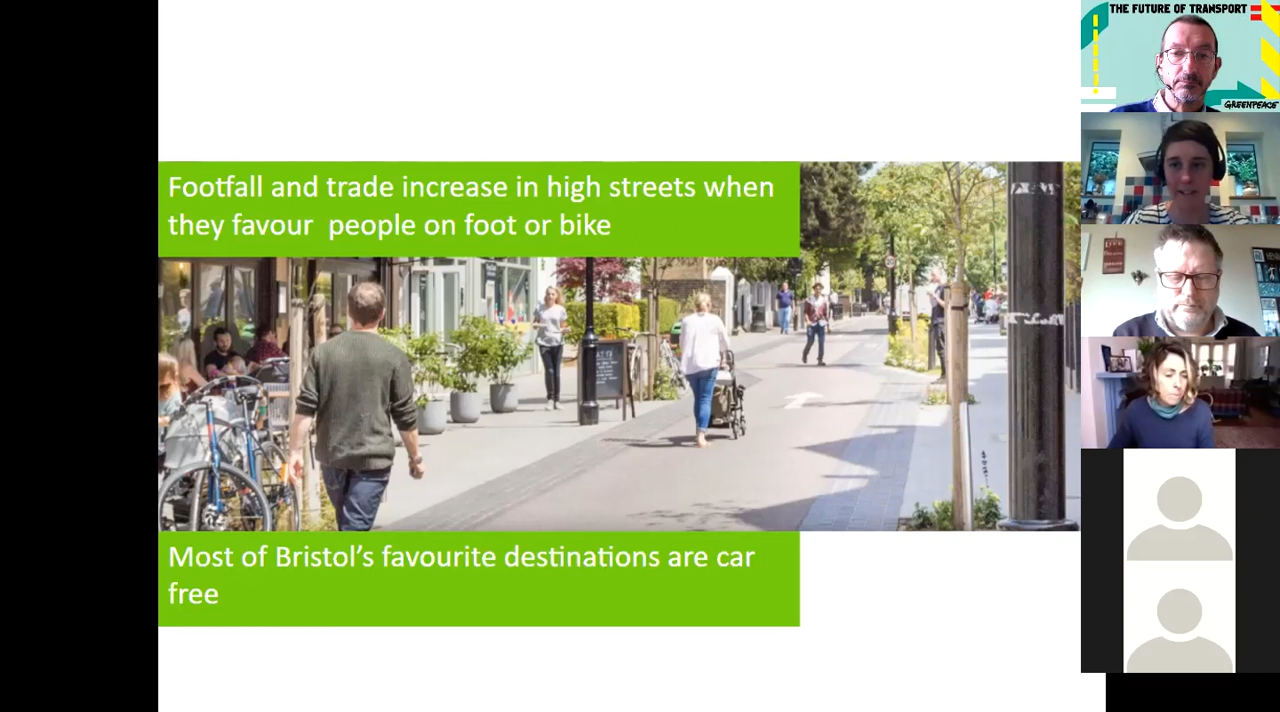 THE FUTURE OF TRANSPORT
GREENPEACE
Footfall and trade increase in high streets when
they favour  people on foot or bike
Most of Bristol's favourite destinations are car
free